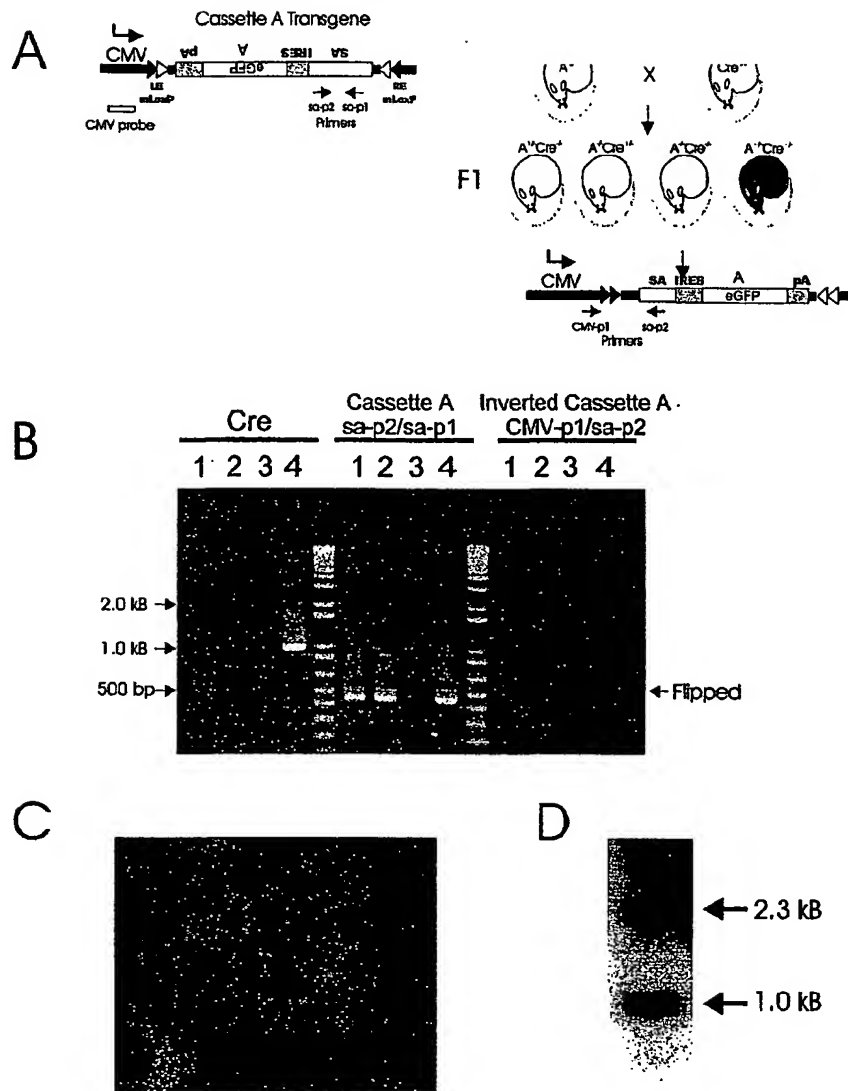 A
Cassette A Transgene
CMV
pA
A
eGFP
IRES
SA
LE
RE
sa-p2
sa-p1
Primers
CMV probe
X
F1
CMV
SA
IRES
A
pA
eGFP
CMV-p1
sa-p2
Primers
B
Cre
Cassette A
sa-p2/sa-p1
Inverted Cassette A
CMV-p1/sa-p2
1 2 3 4
1 2 3 4
1 2 3 4
2.0 kB
1.0 kB
500 bp
Flipped
C
D
2.3 kB
1.0 kB